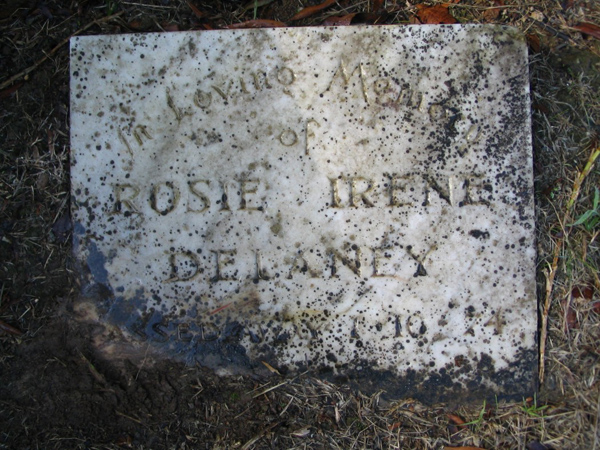 In Loving Memory
of
ROSIE IRENE
DELANEY